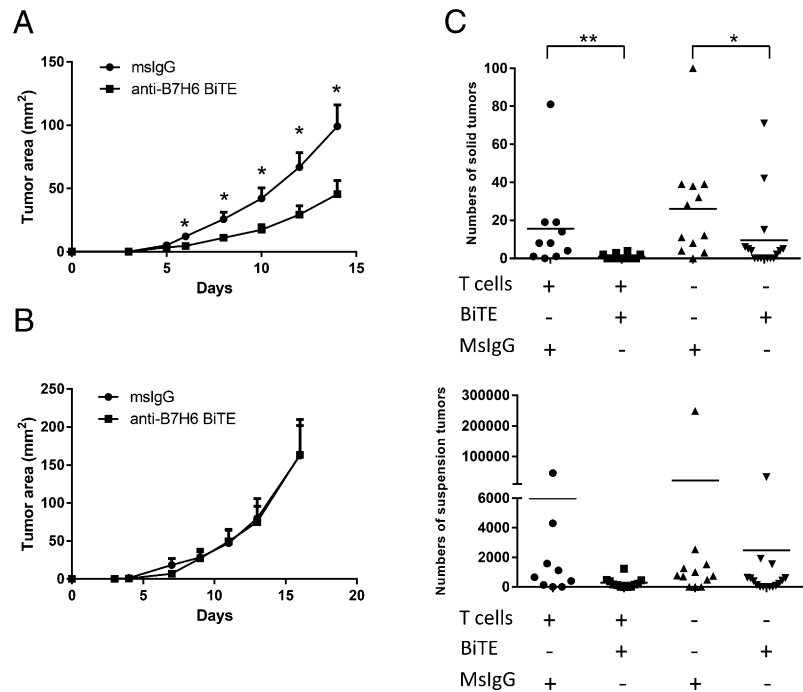 A
msIgG
anti-B7H6 BiTE
Tumor area (mm²)
150
100
50
0
* * * * *
0 5 10 15
Days
B
msIgG
anti-B7H6 BiTE
Tumor area (mm²)
250
200
150
100
50
0
0 5 10 15 20
Days
C
** *
Numbers of solid tumors
100
80
60
40
20
0
T cells + + - -
BiTE - + - +
MsIgG + - + -
Numbers of suspension tumors
300000
200000
100000
6000
4000
2000
0
T cells + + - -
BiTE - + - +
MsIgG + - + -